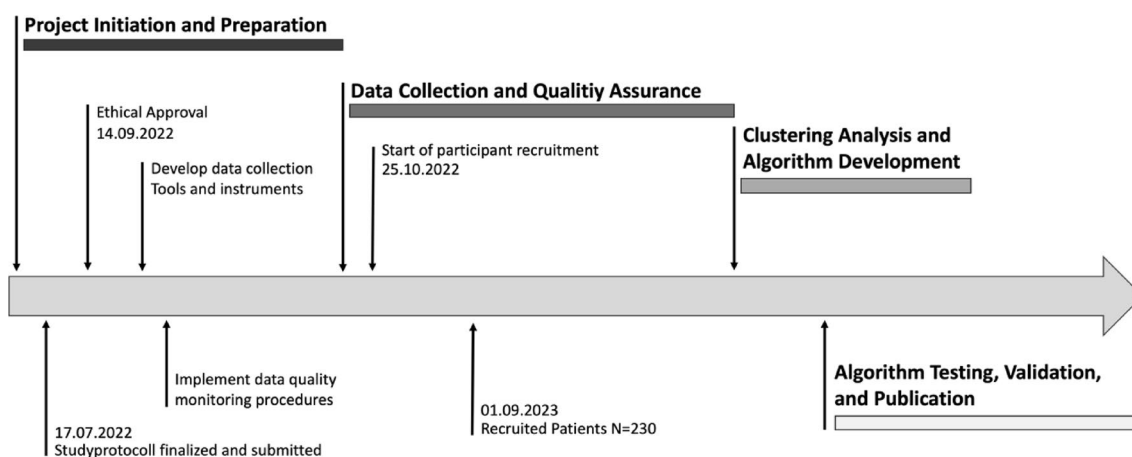 Project Initiation and Preparation
Ethical Approval
14.09.2022
Develop data collection
Tools and instruments
Data Collection and Qualitiy Assurance
Start of participant recruitment
25.10.2022
Clustering Analysis and
Algorithm Development
17.07.2022
Studyprotocoll finalized and submitted
Implement data quality
monitoring procedures
01.09.2023
Recruited Patients N=230
Algorithm Testing, Validation,
and Publication